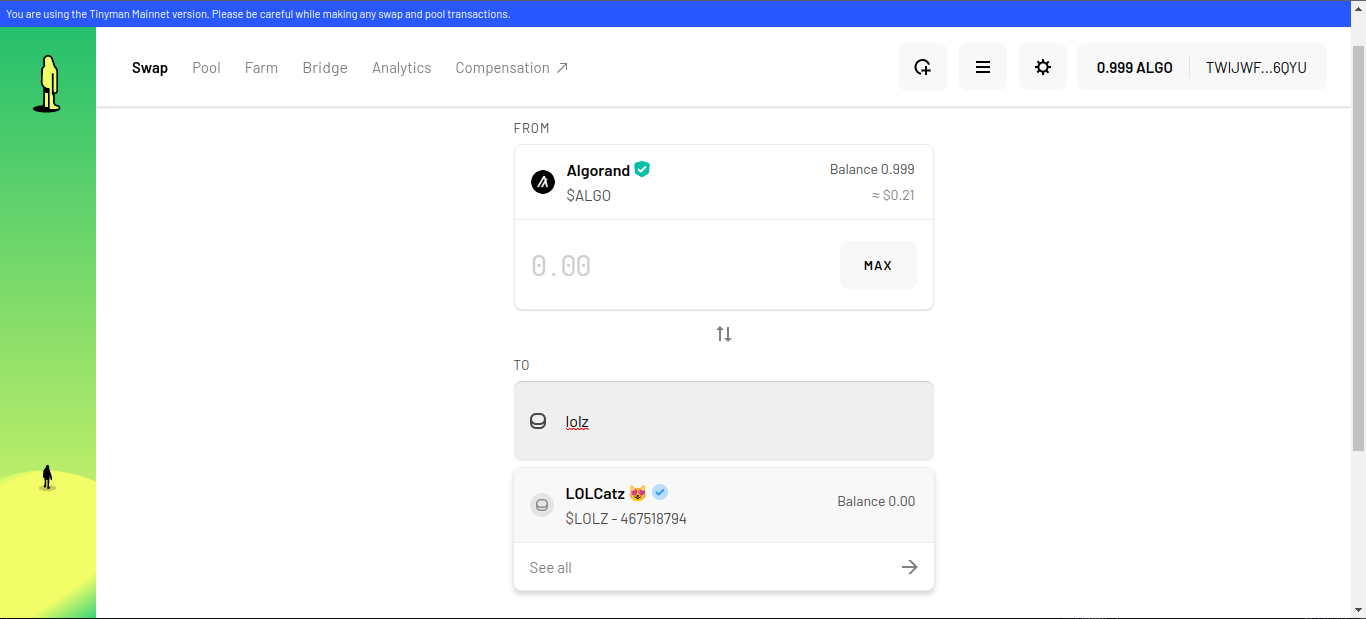 You are using the Tinyman Mainnet version. Please be careful while making any swap and pool transactions.
Swap Pool Farm Bridge Analytics Compensation ↗ 0.999 ALGO TWIJWF...6QYU
FROM
Algorand Balance 0.999
$ALGO ≈ $0.21
0.00 MAX
TO
lolz
LOLCatz 😻 Balance 0.00
$LOLZ - 467518794
See all →